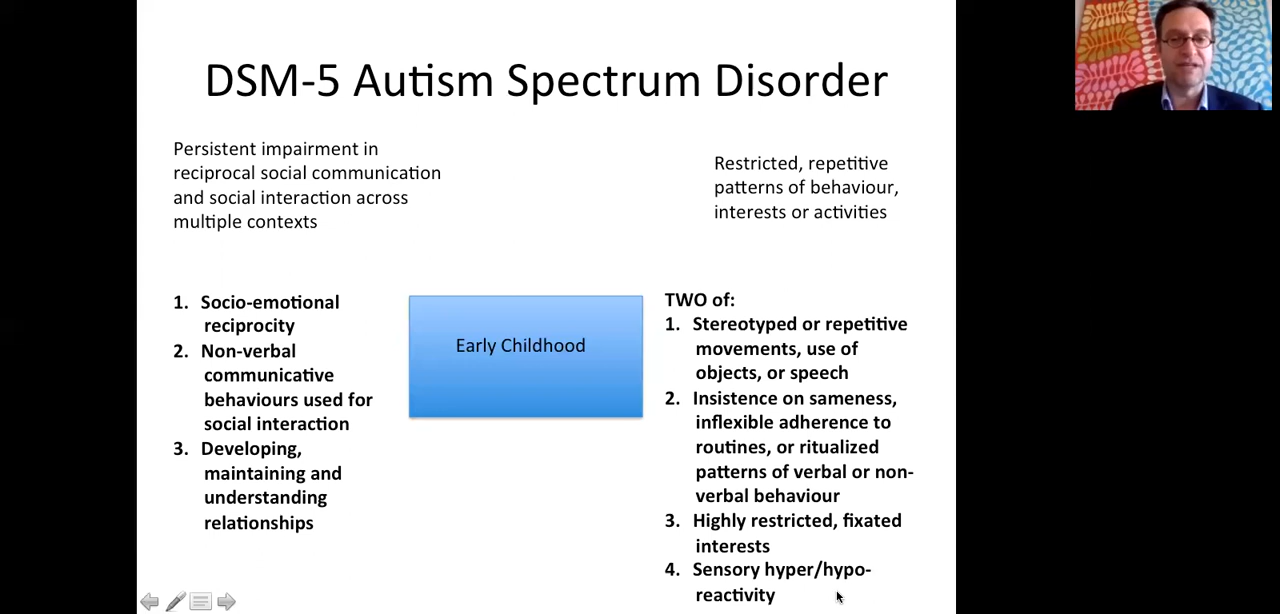 DSM-5 Autism Spectrum Disorder
Persistent impairment in
reciprocal social communication
and social interaction across
multiple contexts
Restricted, repetitive
patterns of behaviour,
interests or activities
1. Socio-emotional
reciprocity
2. Non-verbal
communicative
behaviours used for
social interaction
3. Developing,
maintaining and
understanding
relationships
Early Childhood
TWO of:
1. Stereotyped or repetitive
movements, use of
objects, or speech
2. Insistence on sameness,
inflexible adherence to
routines, or ritualized
patterns of verbal or non-
verbal behaviour
3. Highly restricted, fixated
interests
4. Sensory hyper/hypo-
reactivity